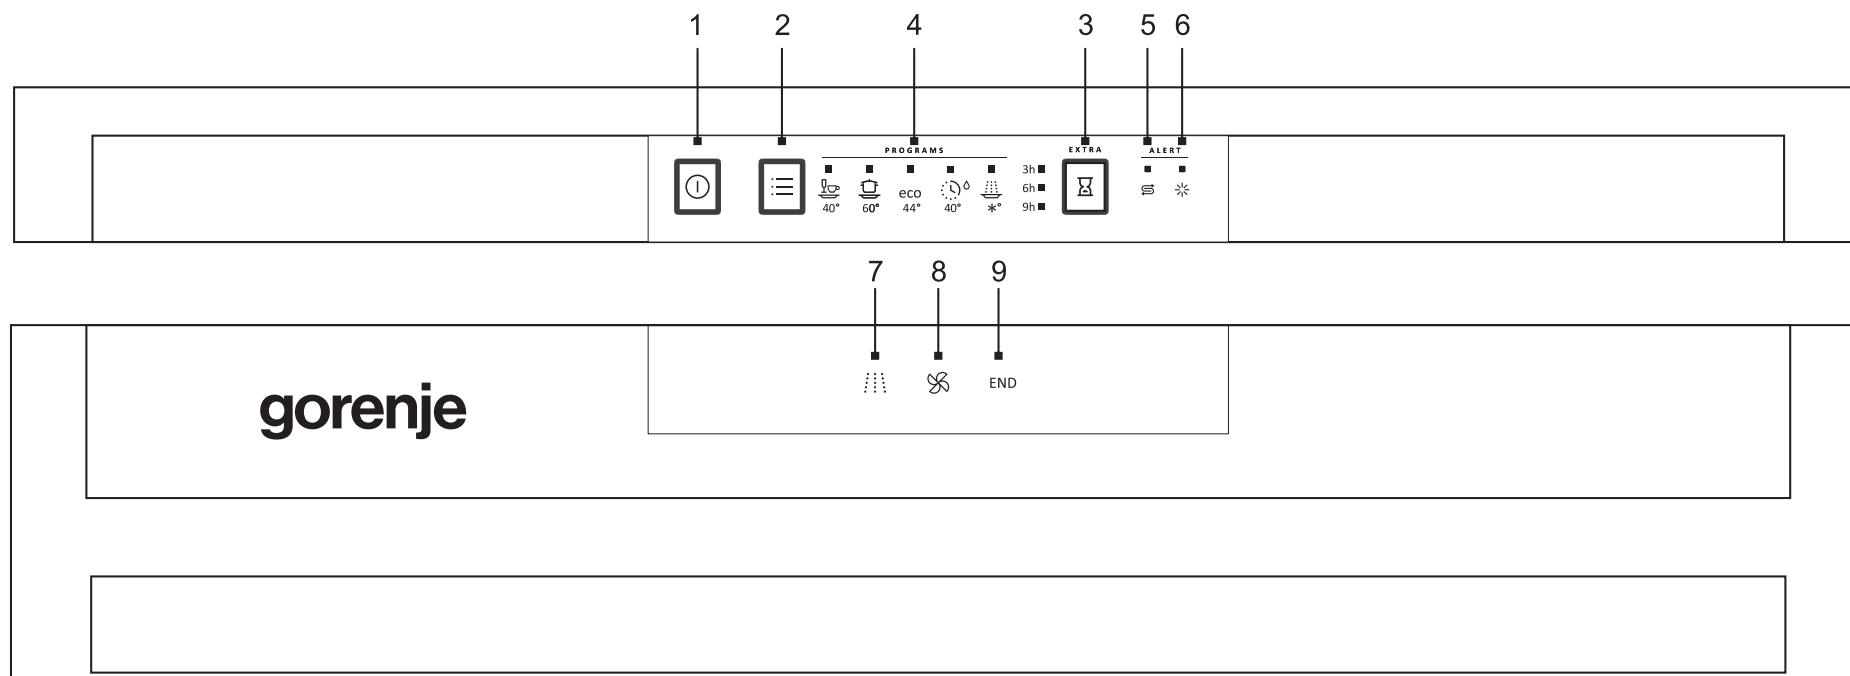 1 2 4 3 5 6
PROGRAMS EXTRA ALERT
3h
eco 6h
40° 60° 44° 40° *° 9h
7 8 9
END
gorenje